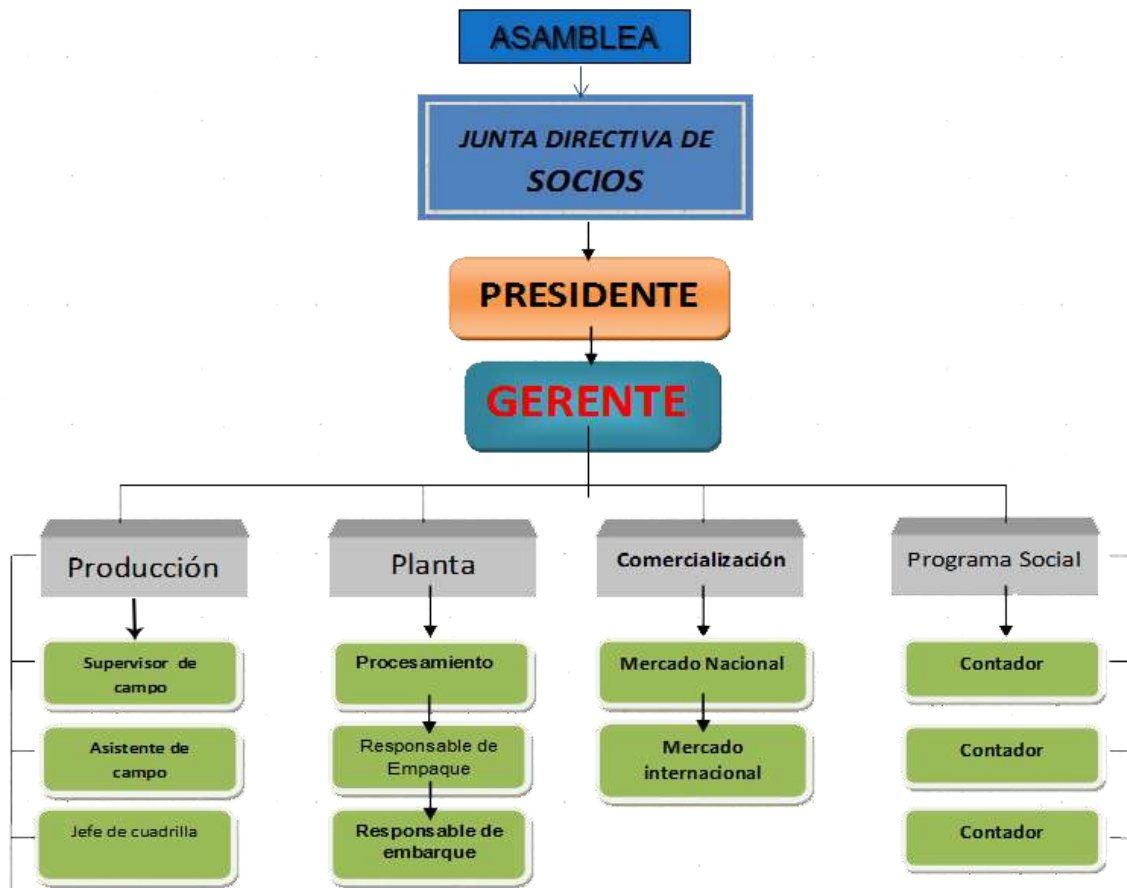 ASAMBLEA
JUNTA DIRECTIVA DE
SOCIOS
PRESIDENTE
GERENTE
Producción
Supervisor de
campo
Asistente de
campo
Jefe de cuadrilla
Planta
Procesamiento
Responsable de
Empaque
Responsable de
embarque
Comercialización
Mercado Nacional
Mercado
internacional
Programa Social
Contador
Contador
Contador